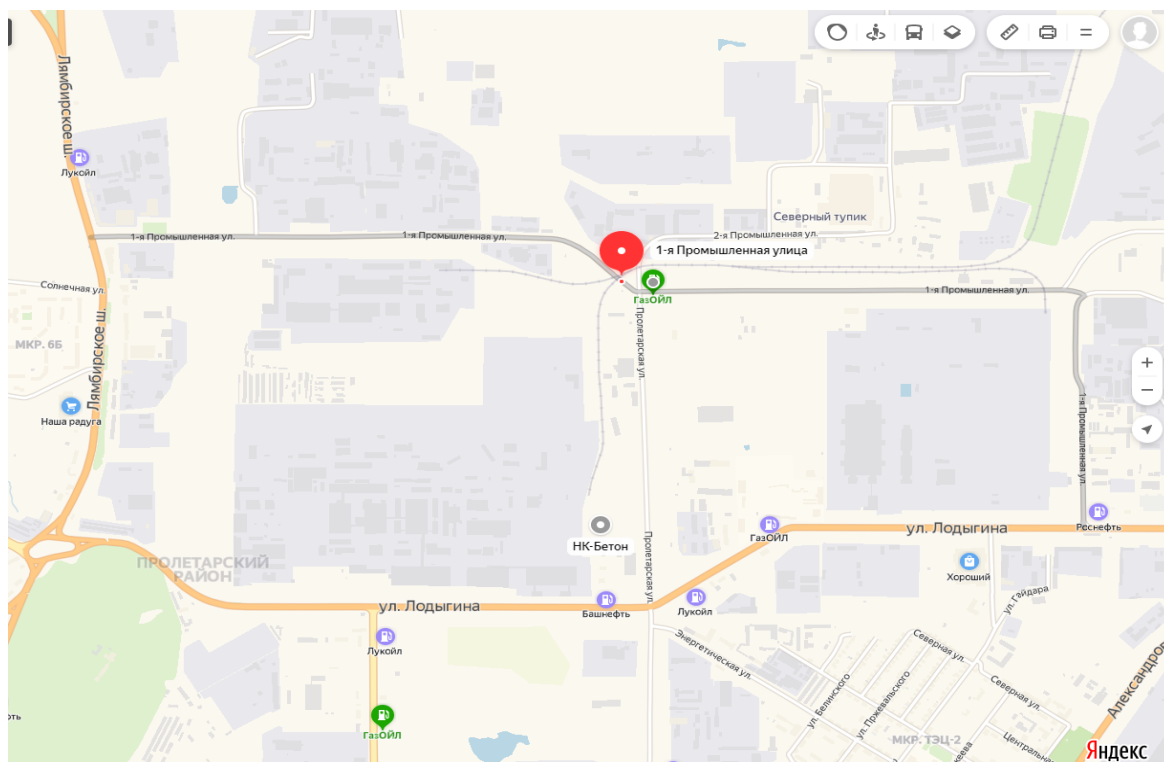 Лямбирское ш.
Лукойл
Северный тупик
1-я Промышленная ул.
1-я Промышленная ул.
2-я Промышленная ул.
1-я Промышленная улица
Солнечная ул.
ГазОЙЛ
1-я Промышленная ул.
Пролетарская ул.
МКР. 6Б
Лямбирское ш.
Наша радуга
1-я Промышленная ул.
НК-Бетон
ГазОЙЛ
ул. Лодыгина
Роснефть
ПРОЛЕТАРСКИЙ
РАЙОН
Хороший
Пролетарская ул.
ул. Гайдара
ул. Лодыгина
Башнефть
Лукойл
Лукойл
Энергетическая ул.
Северная ул.
Северная ул.
ул. Белинского
ул. Пржевальского
ГазОЙЛ
МКР. ТЭЦ-2
Центральная
Яндекс